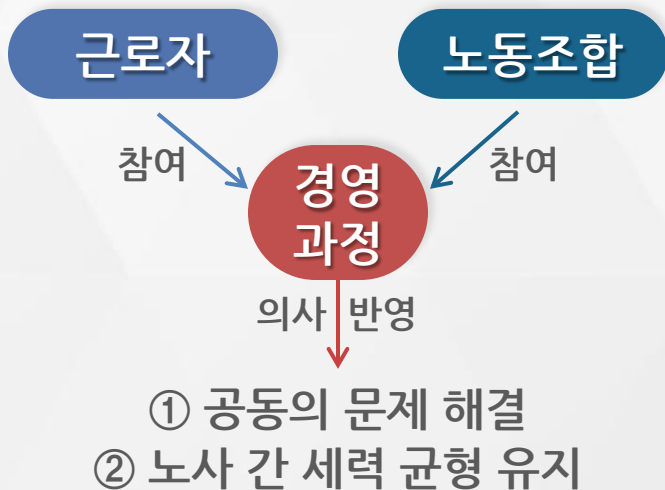 근로자
노동조합
참여
참여
경영
과정
의사 반영
① 공동의 문제 해결
② 노사 간 세력 균형 유지